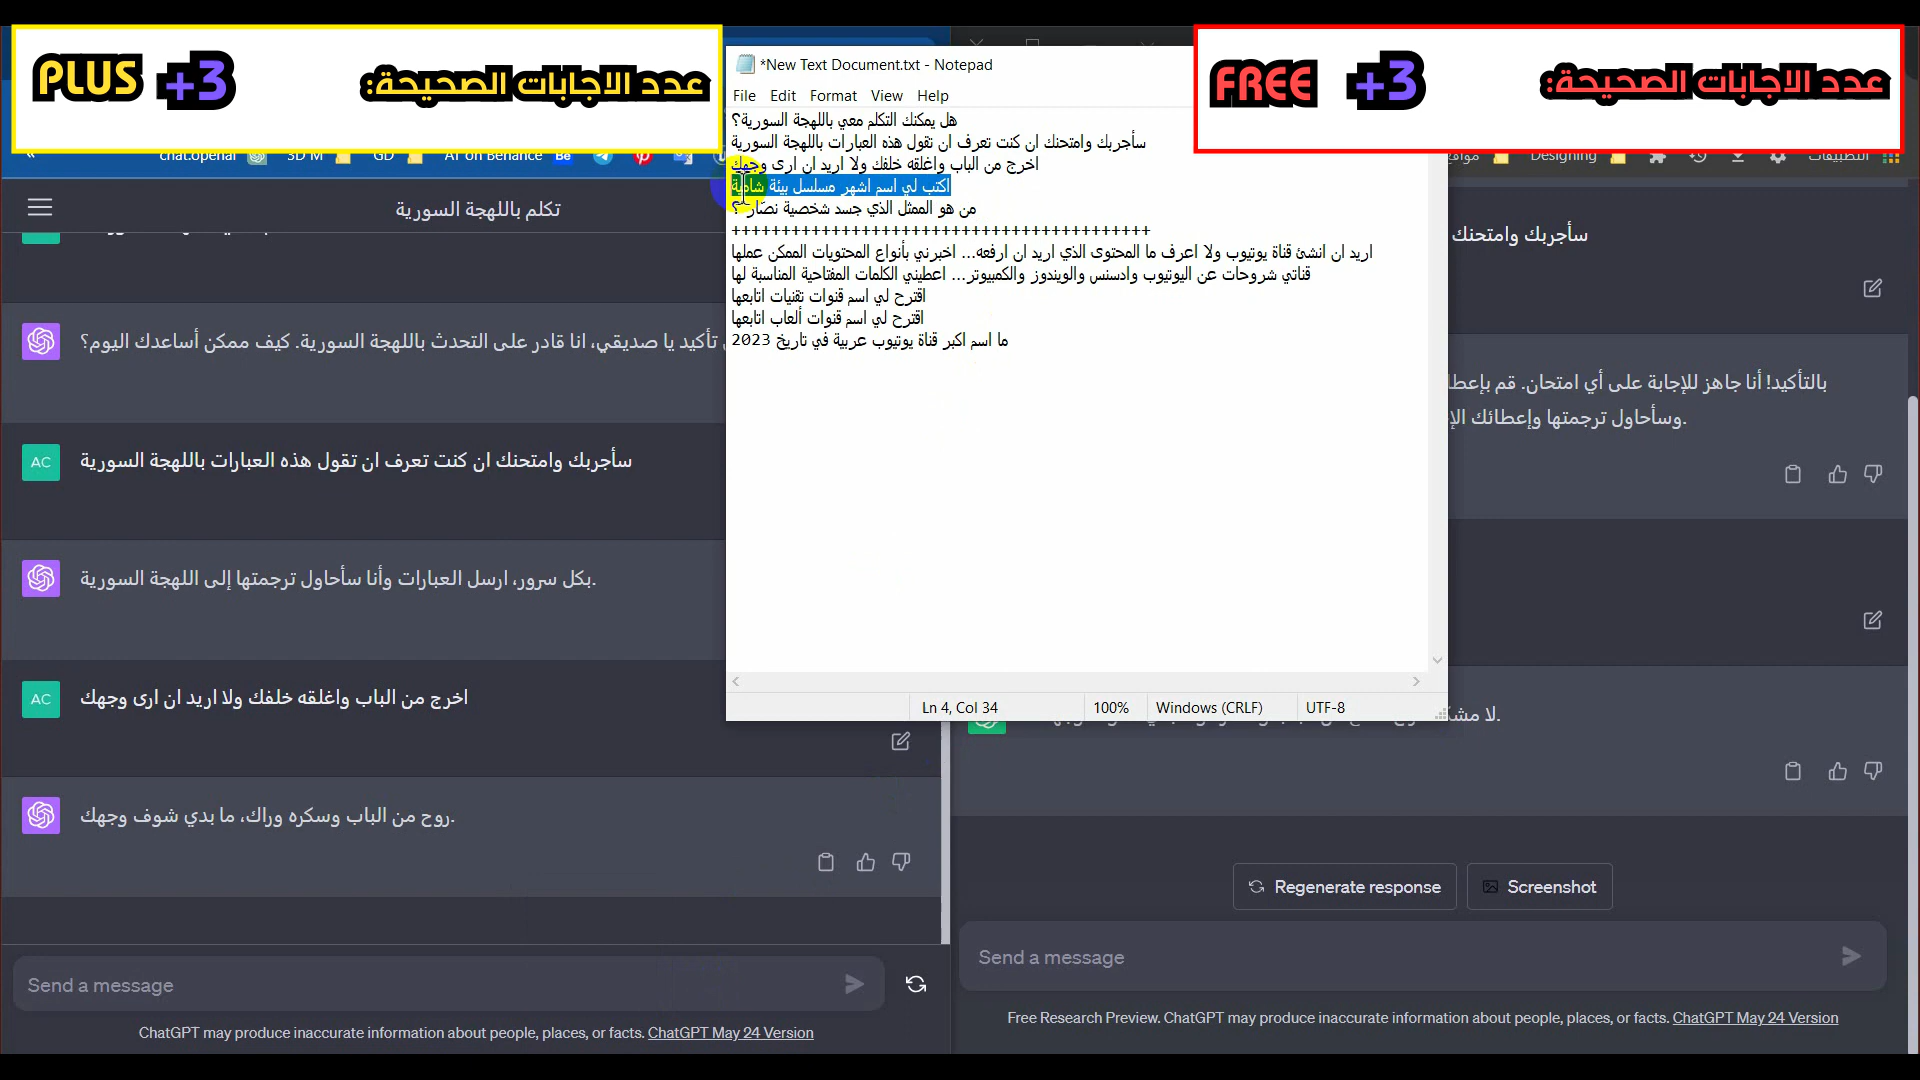 PLUS +3 عدد الاجابات الصحيحة:
FREE +3 عدد الاجابات الصحيحة:
*New Text Document.txt - Notepad
File Edit Format View Help
هل يمكنك التكلم معي باللهجة السورية؟
سأجربك وامتحنك ان كنت تعرف ان تقول هذه العبارات باللهجة السورية
اخرج من الباب واغلقه خلفك ولا اريد ان ارى وجهك
اكتب لي اسم اشهر مسلسل بيئة شامية
من هو الممثل الذي جسد شخصية نصار ؟
++++++++++++++++++++++++++++++++++++++++++
اريد ان انشئ قناة يوتيوب ولا اعرف ما المحتوى الذي اريد ان ارفعه... اخبرني بأنواع المحتويات الممكن عملها
قناتي شروحات عن اليوتيوب وادسنس والويندوز والكمبيوتر... اعطيني الكلمات المفتاحية المناسبة لها
اقترح لي اسم قنوات تقنيات اتابعها
اقترح لي اسم قنوات ألعاب اتابعها
ما اسم اكبر قناة يوتيوب عربية في تاريخ 2023
Ln 4, Col 34 100% Windows (CRLF) UTF-8
chat.openai 3D M GD AT on Behance
Designing التطبيقات
تكلم باللهجة السورية
تأكيد يا صديقي، انا قادر على التحدث باللهجة السورية. كيف ممكن أساعدك اليوم؟
AC سأجربك وامتحنك ان كنت تعرف ان تقول هذه العبارات باللهجة السورية
بكل سرور، ارسل العبارات وأنا سأحاول ترجمتها إلى اللهجة السورية.
AC اخرج من الباب واغلقه خلفك ولا اريد ان ارى وجهك
روح من الباب وسكره وراك، ما بدي شوف وجهك.
Send a message
ChatGPT may produce inaccurate information about people, places, or facts. ChatGPT May 24 Version
سأجربك وامتحنك
بالتأكيد! أنا جاهز للإجابة على أي امتحان. قم
وسأحاول ترجمتها وإعطائك
لا
Regenerate response Screenshot
Send a message
Free Research Preview. ChatGPT may produce inaccurate information about people, places, or facts. ChatGPT May 24 Version